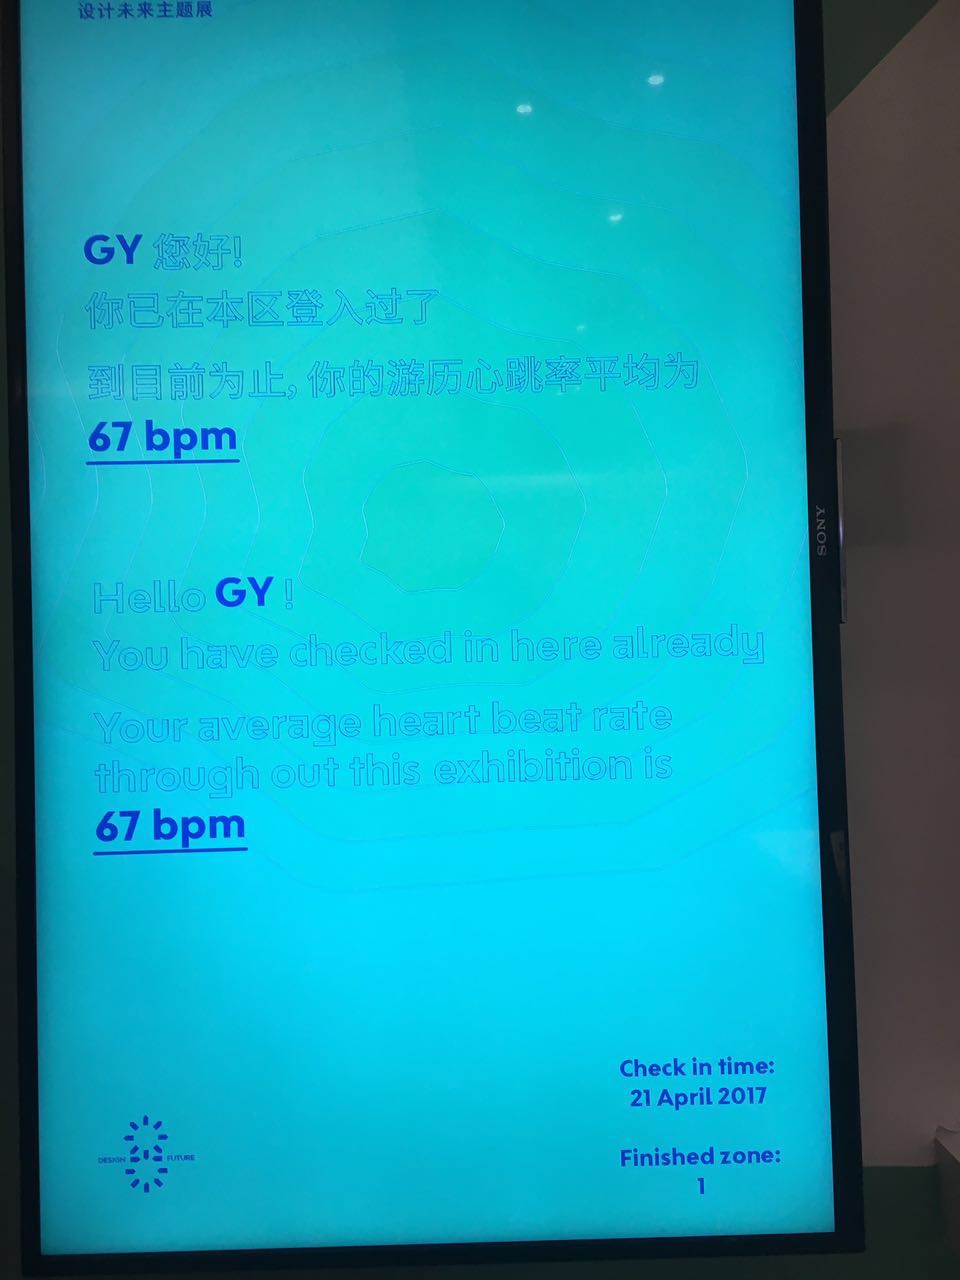 设计未来主题展
GY 您好!
你已在本区登入过了
到目前为止, 你的游历心跳率平均为
67 bpm
Hello GY !
You have checked in here already
Your average heart beat rate
through out this exhibition is
67 bpm
Check in time:
21 April 2017
Finished zone:
1
DESIGN FUTURE
SONY